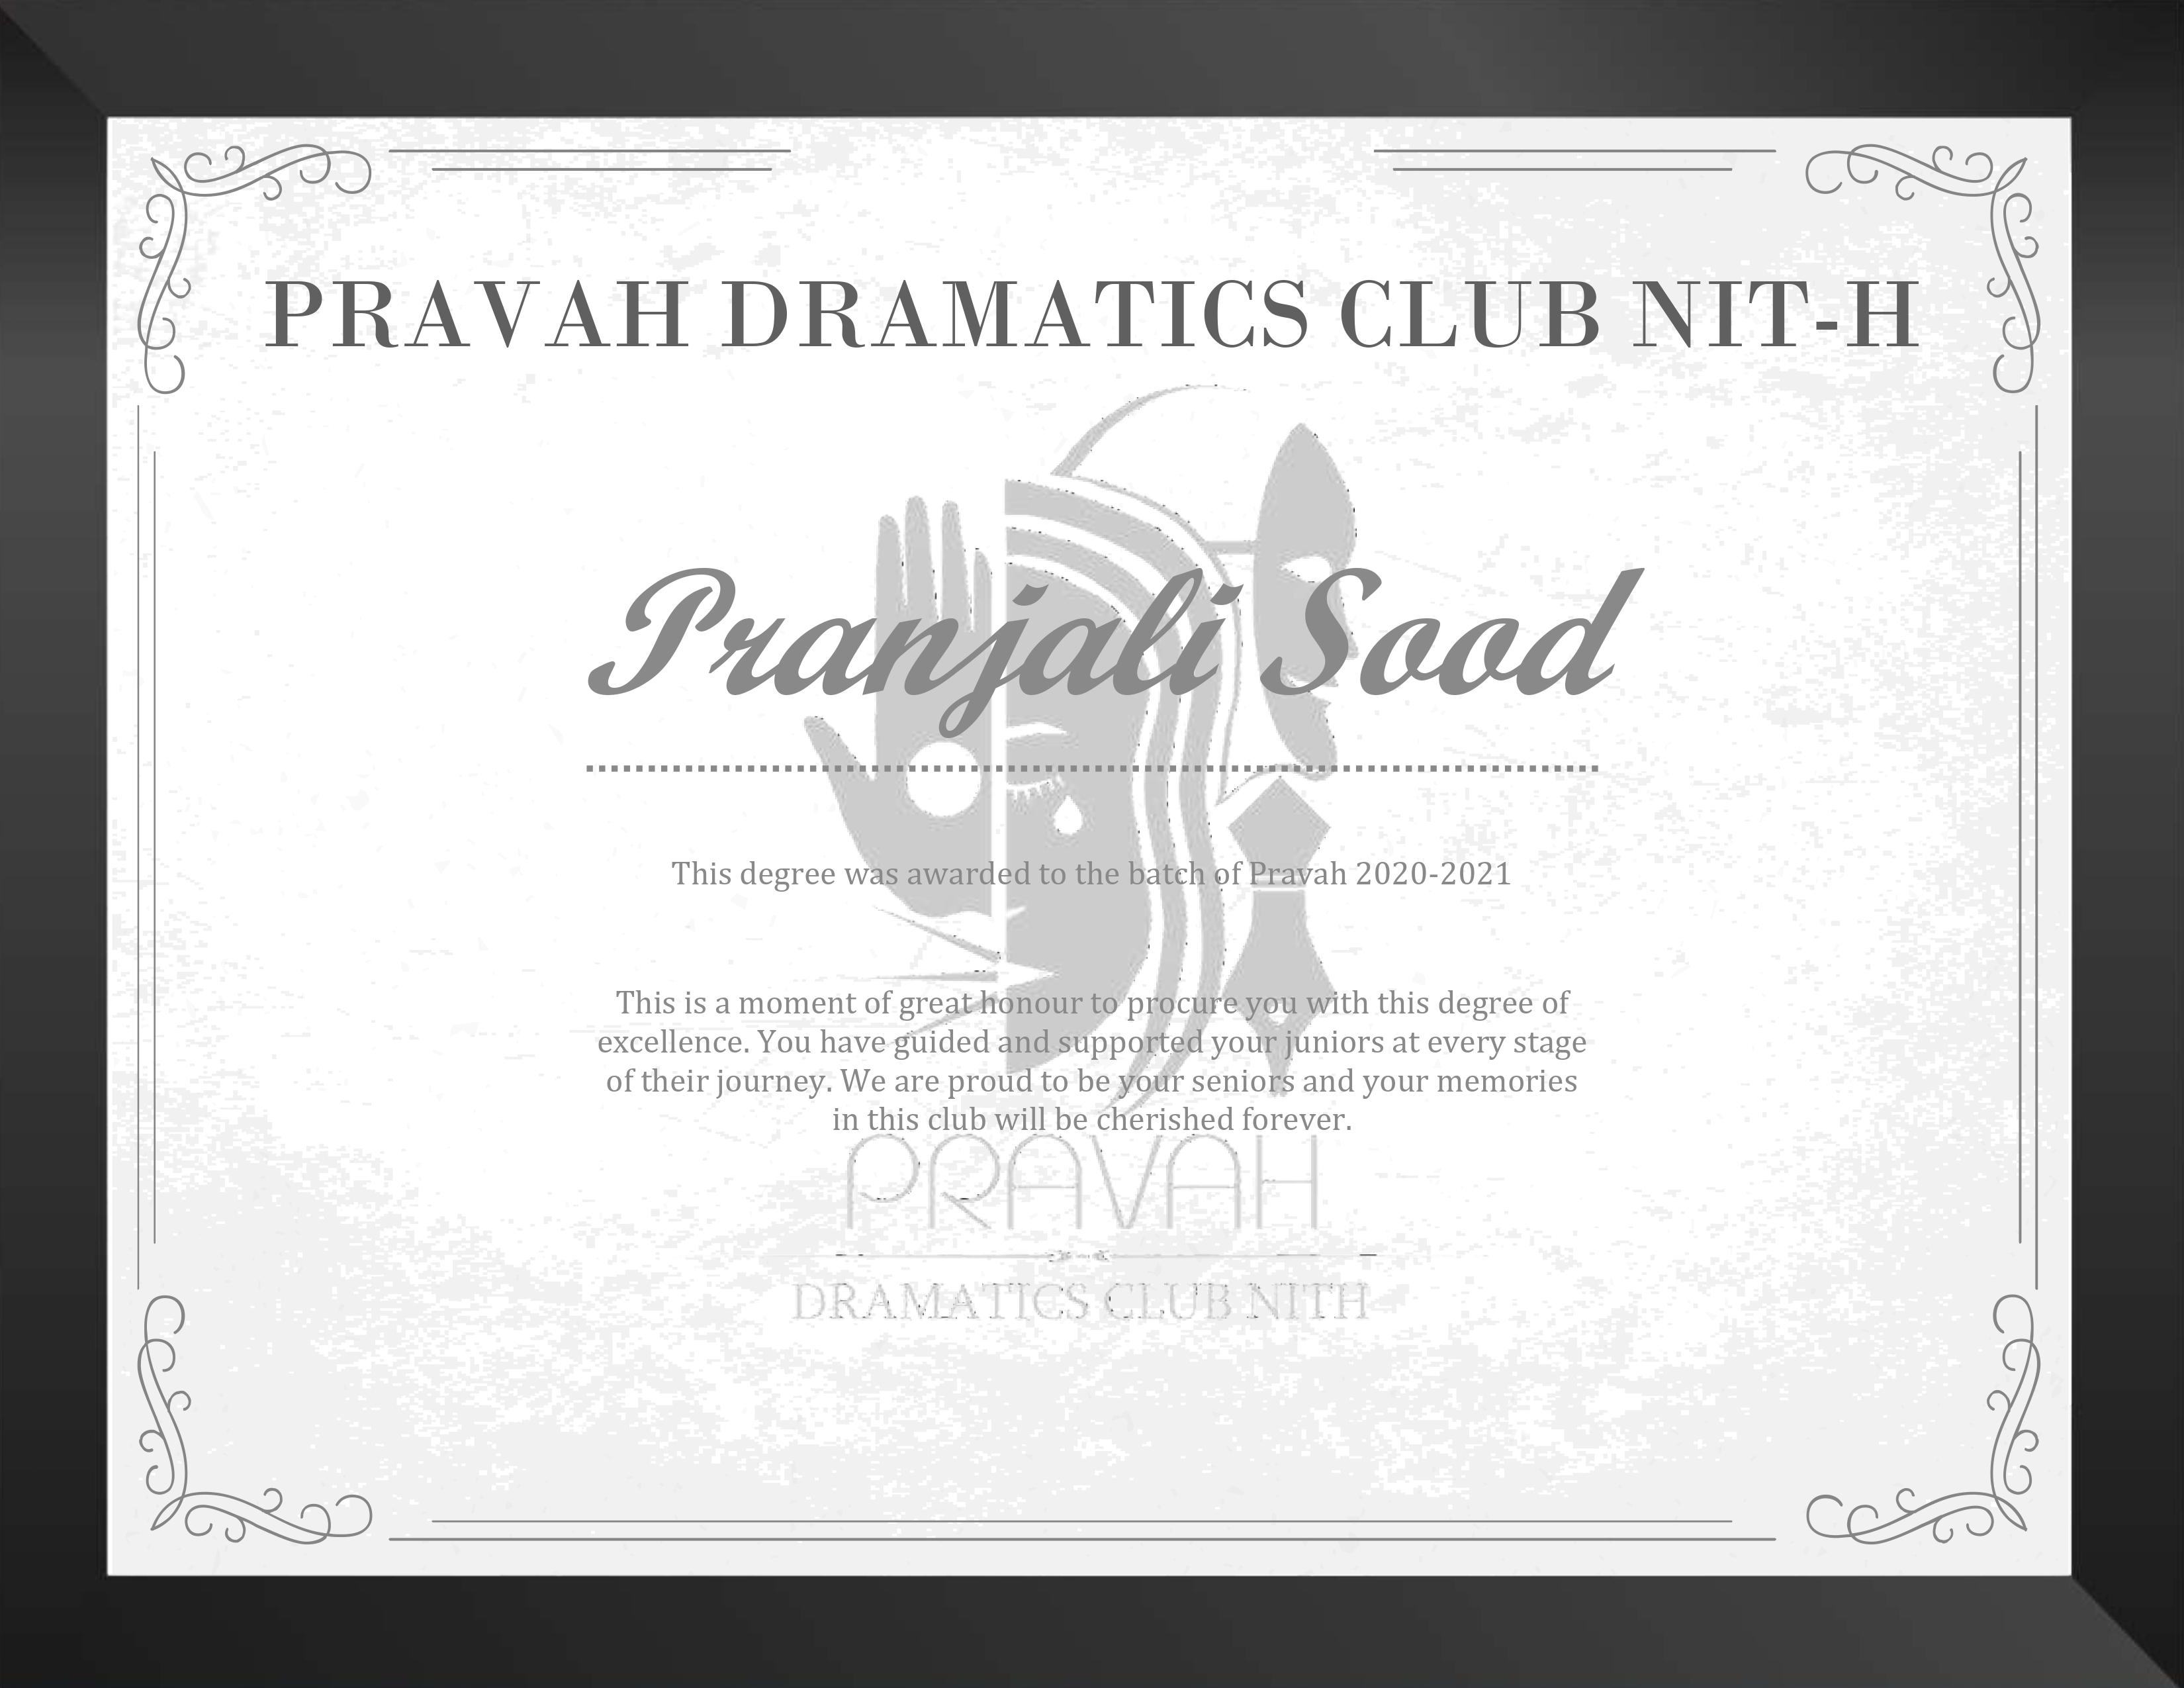 PRAVAH DRAMATICS CLUB NIT-H
Pranjali Sood
This degree was awarded to the batch of Pravah 2020-2021
This is a moment of great honour to procure you with this degree of
excellence. You have guided and supported your juniors at every stage
of their journey. We are proud to be your seniors and your memories
in this club will be cherished forever.
PRAVAH
DRAMATICS CLUB NITH